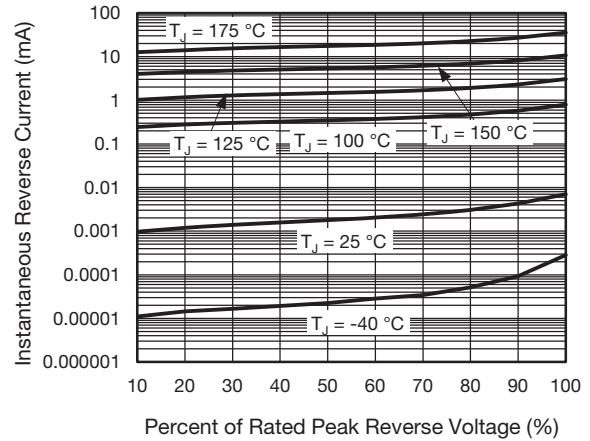 Instantaneous Reverse Current (mA)
100
10
1
0.1
0.01
0.001
0.0001
0.00001
0.000001
TJ = 175 °C
TJ = 125 °C
TJ = 100 °C
TJ = 150 °C
TJ = 25 °C
TJ = -40 °C
10 20 30 40 50 60 70 80 90 100
Percent of Rated Peak Reverse Voltage (%)